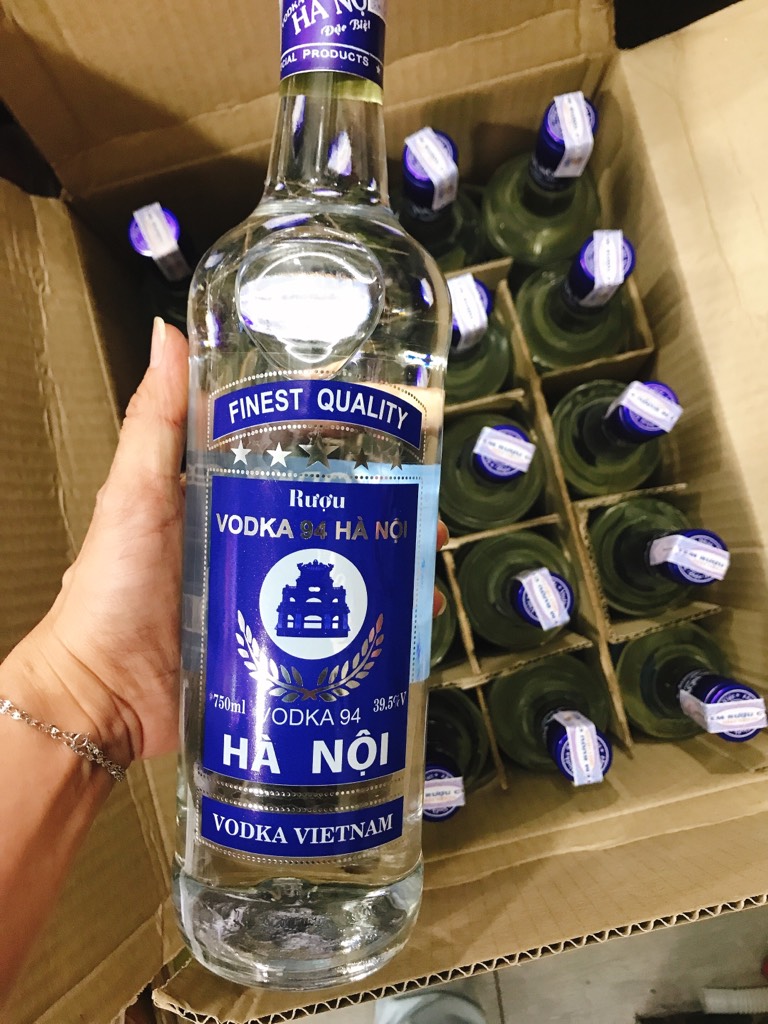 HÀ NỘI
Đặc Biệt
CIAL PRODUCTS
FINEST QUALITY
Rượu
VODKA 94 HÀ NỘI
750ml
39.5%V
VODKA 94
HÀ NỘI
VODKA VIETNAM